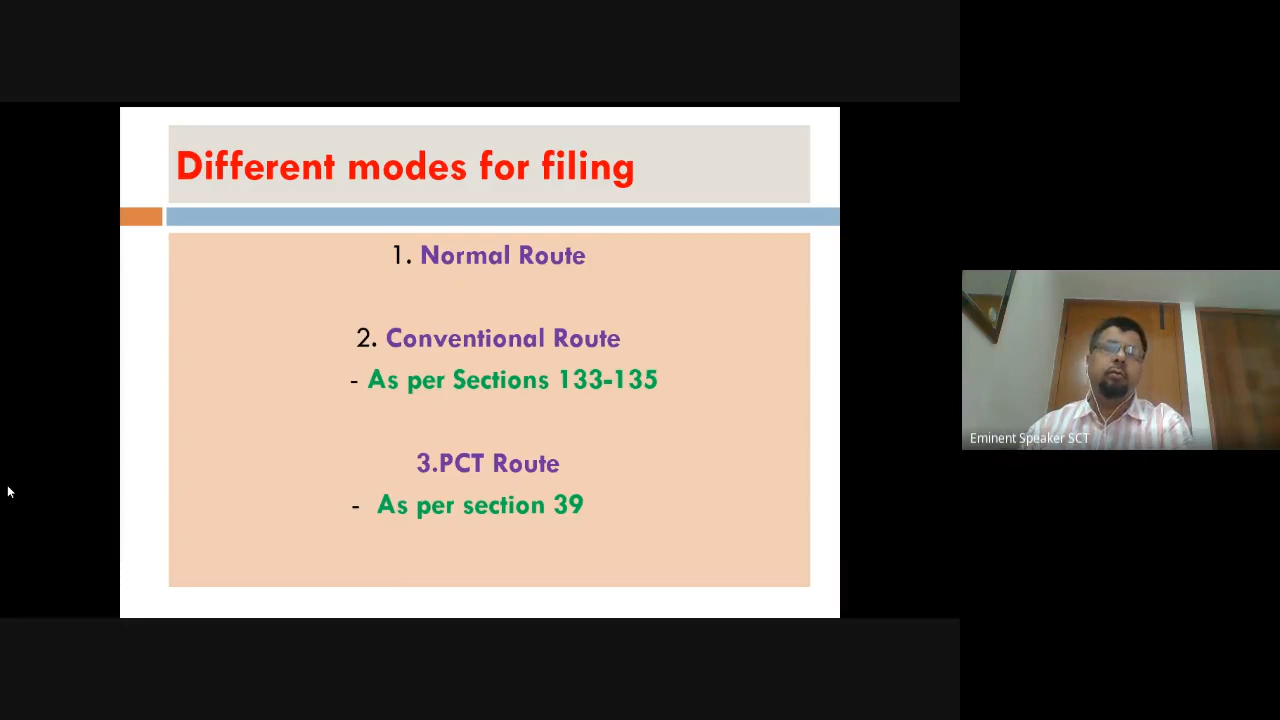 Different modes for filing
1. Normal Route
2. Conventional Route
- As per Sections 133-135
3.PCT Route
- As per section 39
Eminent Speaker SCT